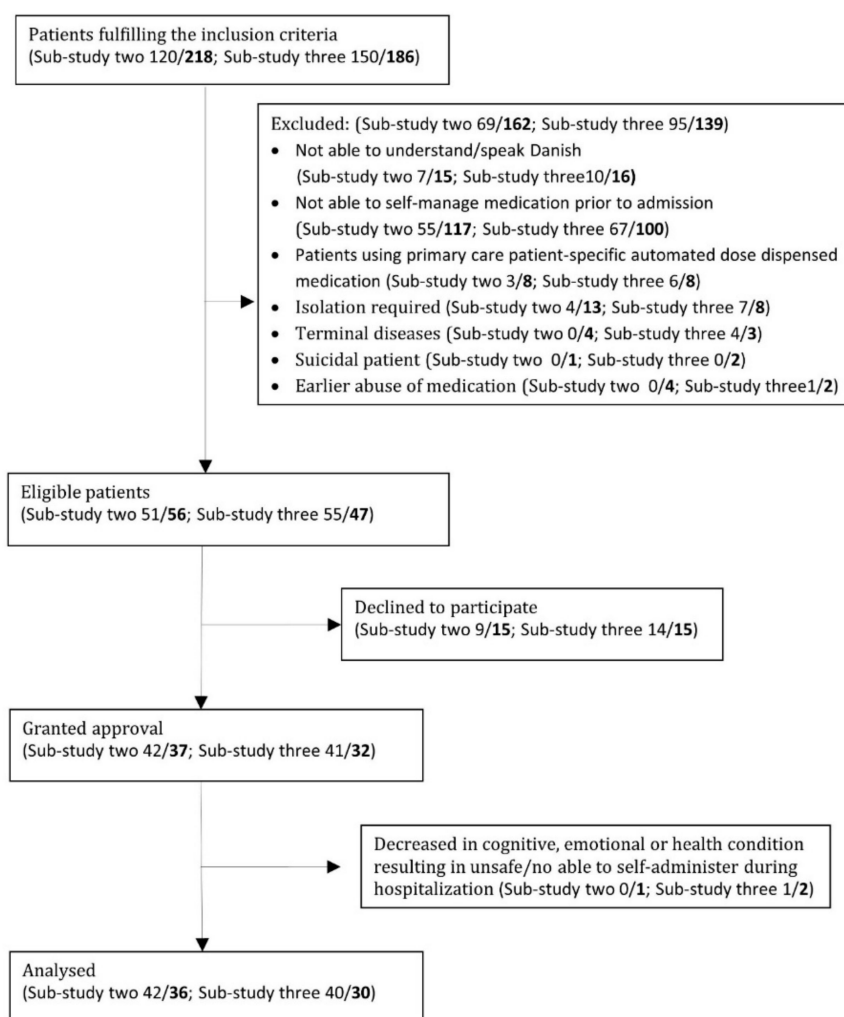 Patients fulfilling the inclusion criteria
(Sub-study two 120/218; Sub-study three 150/186)
Excluded: (Sub-study two 69/162; Sub-study three 95/139)
• Not able to understand/speak Danish
(Sub-study two 7/15; Sub-study three10/16)
• Not able to self-manage medication prior to admission
(Sub-study two 55/117; Sub-study three 67/100)
• Patients using primary care patient-specific automated dose dispensed
medication (Sub-study two 3/8; Sub-study three 6/8)
• Isolation required (Sub-study two 4/13; Sub-study three 7/8)
• Terminal diseases (Sub-study two 0/4; Sub-study three 4/3)
• Suicidal patient (Sub-study two 0/1; Sub-study three 0/2)
• Earlier abuse of medication (Sub-study two 0/4; Sub-study three1/2)
Eligible patients
(Sub-study two 51/56; Sub-study three 55/47)
Declined to participate
(Sub-study two 9/15; Sub-study three 14/15)
Granted approval
(Sub-study two 42/37; Sub-study three 41/32)
Decreased in cognitive, emotional or health condition
resulting in unsafe/no able to self-administer during
hospitalization (Sub-study two 0/1; Sub-study three 1/2)
Analysed
(Sub-study two 42/36; Sub-study three 40/30)